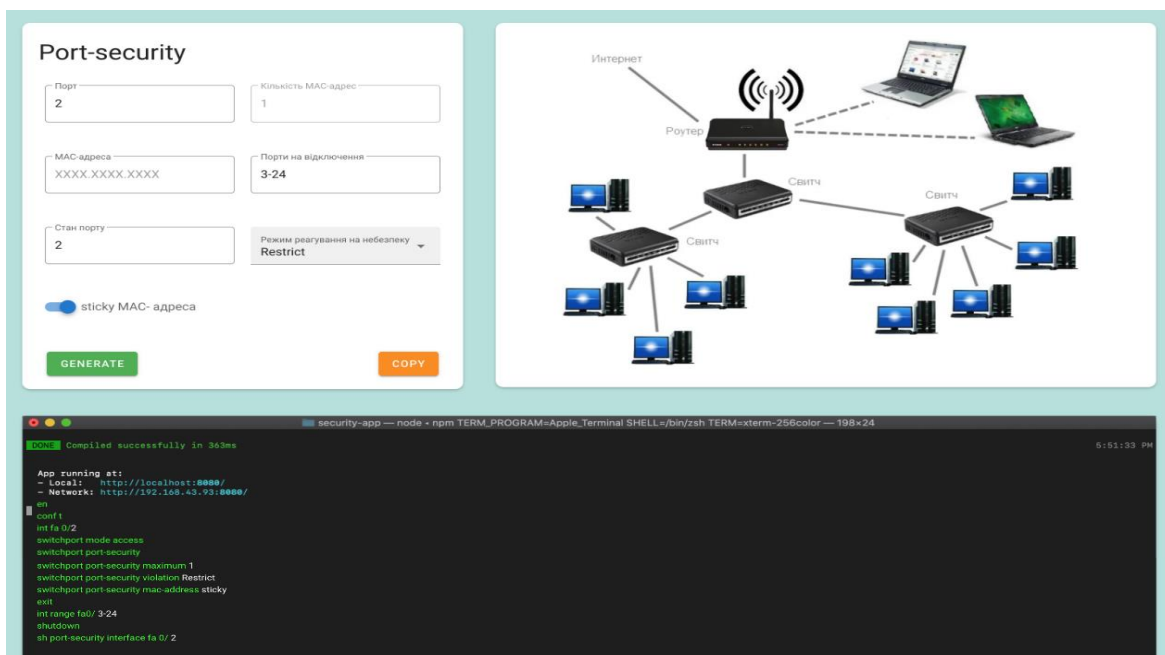 Port-security
Порт
2
Кількість MAC-адрес
1
MAC-адреса
XXXX.XXXX.XXXX
Порти на відключення
3-24
Стан порту
2
Режим реагування на небезпеку
Restrict
sticky MAC- адреса
GENERATE
COPY
Интернет
Роутер
Свитч
Свитч
Свитч
security-app — node • npm TERM_PROGRAM=Apple_Terminal SHELL=/bin/zsh TERM=xterm-256color — 198×24
DONE Compiled successfully in 363ms
5:51:33 PM
App running at:
- Local: http://localhost:8080/
- Network: http://192.168.43.93:8080/
en
conf t
int fa 0/2
switchport mode access
switchport port-security
switchport port-security maximum 1
switchport port-security violation Restrict
switchport port-security mac-address sticky
exit
int range fa0/ 3-24
shutdown
sh port-security interface fa 0/ 2